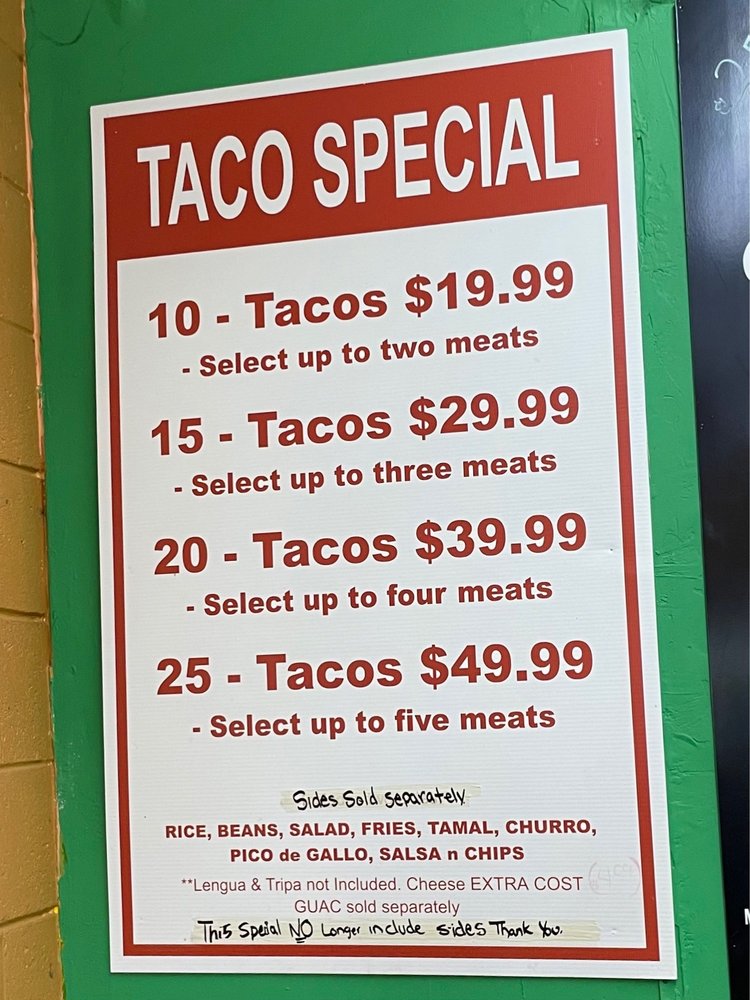 TACO SPECIAL
10 - Tacos $19.99
- Select up to two meats
15 - Tacos $29.99
- Select up to three meats
20 - Tacos $39.99
- Select up to four meats
25 - Tacos $49.99
- Select up to five meats
Sides Sold separately
RICE, BEANS, SALAD, FRIES, TAMAL, CHURRO,
PICO de GALLO, SALSA n CHIPS
**Lengua & Tripa not Included. Cheese EXTRA COST
GUAC sold separately
This Special NO Longer include sides Thank You.